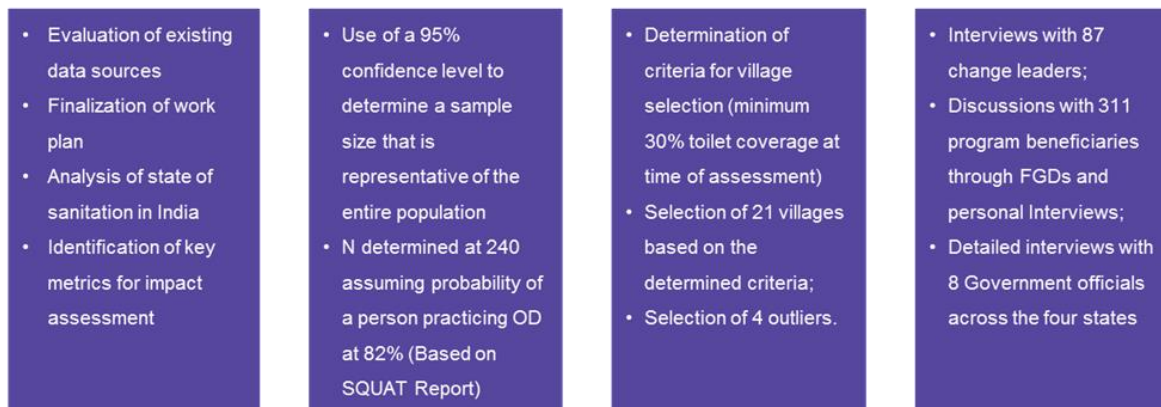 • Evaluation of existing
data sources
• Finalization of work
plan
• Analysis of state of
sanitation in India
• Identification of key
metrics for impact
assessment
• Use of a 95%
confidence level to
determine a sample
size that is
representative of the
entire population
• N determined at 240
assuming probability of
a person practicing OD
at 82% (Based on
SQUAT Report)
• Determination of
criteria for village
selection (minimum
30% toilet coverage at
time of assessment)
• Selection of 21 villages
based on the
determined criteria;
• Selection of 4 outliers.
• Interviews with 87
change leaders;
• Discussions with 311
program beneficiaries
through FGDs and
personal Interviews;
• Detailed interviews with
8 Government officials
across the four states